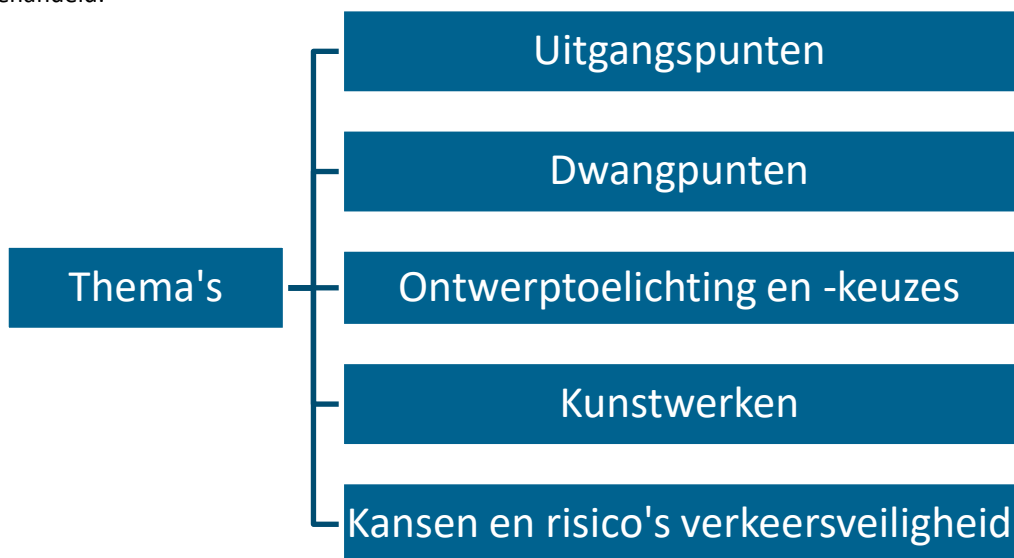 Uitgangspunten
Dwangpunten
Thema's
Ontwerptoelichting en -keuzes
Kunstwerken
Kansen en risico's verkeersveiligheid